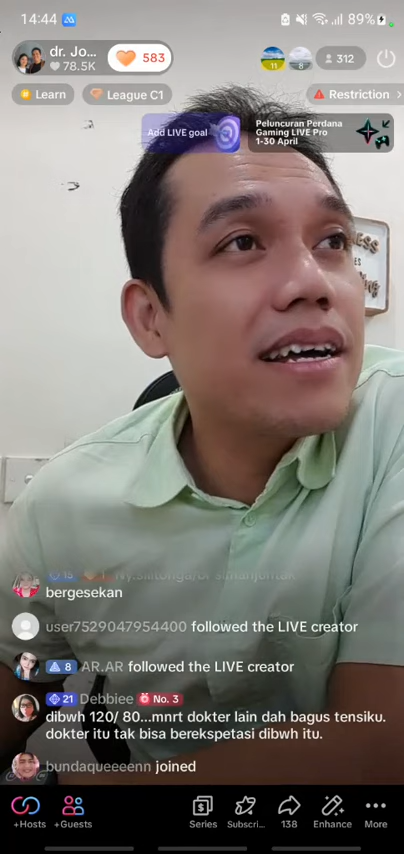 14:44
89%
dr. Jo...
78.5K
583
11
8
312
Learn
League C1
Restriction
Add LIVE goal
Peluncuran Perdana
Gaming LIVE Pro
1-30 April
bergesekan
user7529047954400 followed the LIVE creator
8 AR.AR followed the LIVE creator
21 Debbiee No. 3
dibwh 120/ 80...mnrt dokter lain dah bagus tensiku.
dokter itu tak bisa berekspetasi dibwh itu.
bundaqueeeenn joined
+Hosts
+Guests
Series
Subscri...
138
Enhance
More